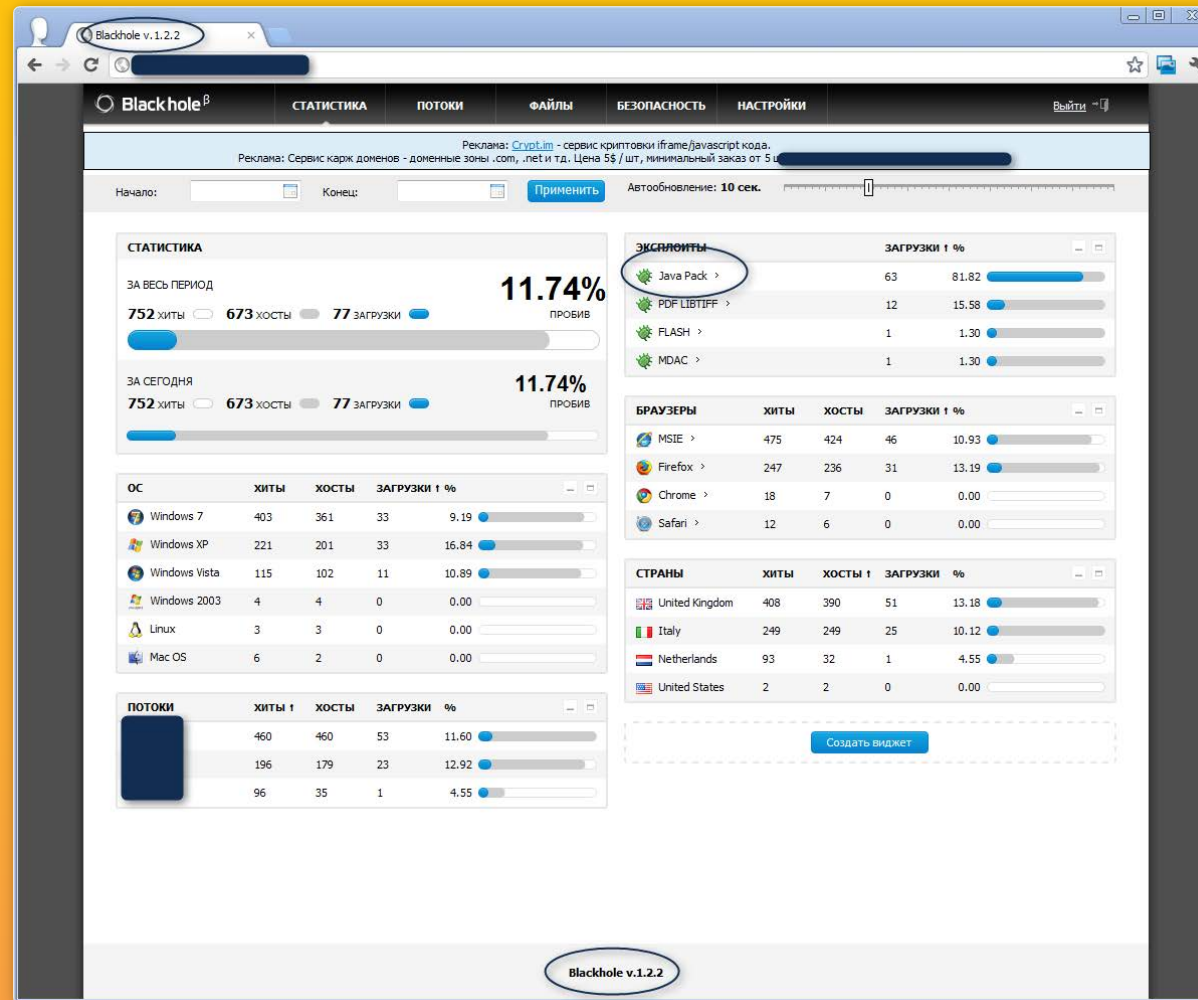 Blackhole v.1.2.2
Blackhole β СТАТИСТИКА ПОТОКИ ФАЙЛЫ БЕЗОПАСНОСТЬ НАСТРОЙКИ Выйти
Реклама: Crypt.im - сервис криптовки iframe/javascript кода.
Реклама: Сервис карж доменов - доменные зоны .com, .net и тд. Цена 5$ / шт, минимальный заказ от 5
Начало: Конец: Применить Автообновление: 10 сек.
СТАТИСТИКА
ЗА ВЕСЬ ПЕРИОД
11.74%
752 ХИТЫ 673 ХОСТЫ 77 ЗАГРУЗКИ ПРОБИВ
ЗА СЕГОДНЯ
11.74%
752 ХИТЫ 673 ХОСТЫ 77 ЗАГРУЗКИ ПРОБИВ
ОС ХИТЫ ХОСТЫ ЗАГРУЗКИ ↑ %
Windows 7 403 361 33 9.19
Windows XP 221 201 33 16.84
Windows Vista 115 102 11 10.89
Windows 2003 4 4 0 0.00
Linux 3 3 0 0.00
Mac OS 6 2 0 0.00
ПОТОКИ ХИТЫ ↑ ХОСТЫ ЗАГРУЗКИ %
460 460 53 11.60
196 179 23 12.92
96 35 1 4.55
ЭКСПЛОИТЫ ЗАГРУЗКИ ↑ %
Java Pack > 63 81.82
PDF LIBTIFF > 12 15.58
FLASH > 1 1.30
MDAC > 1 1.30
БРАУЗЕРЫ ХИТЫ ХОСТЫ ЗАГРУЗКИ ↑ %
MSIE > 475 424 46 10.93
Firefox > 247 236 31 13.19
Chrome > 18 7 0 0.00
Safari > 12 6 0 0.00
СТРАНЫ ХИТЫ ХОСТЫ ↑ ЗАГРУЗКИ %
United Kingdom 408 390 51 13.18
Italy 249 249 25 10.12
Netherlands 93 32 1 4.55
United States 2 2 0 0.00
Создать виджет
Blackhole v.1.2.2